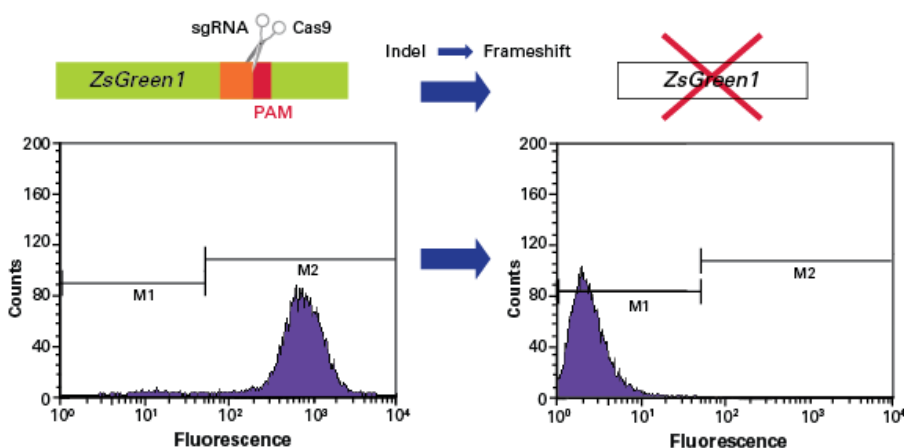 sgRNA Cas9
ZsGreen1
PAM
Indel Frameshift
ZsGreen1
200
160
120
80
40
0
Counts
M1
M2
10⁰ 10¹ 10² 10³ 10⁴
Fluorescence
200
160
120
80
40
0
Counts
M1
M2
10⁰ 10¹ 10² 10³ 10⁴
Fluorescence